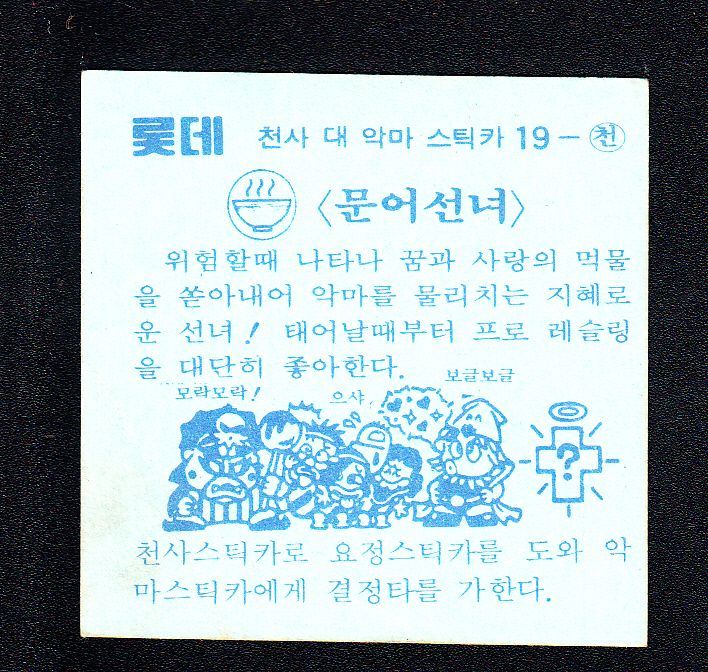 롯데 천사 대 악마 스틱카 19-천
〈문어선녀〉
위험할때 나타나 꿈과 사랑의 먹물
을 쏟아내어 악마를 물리치는 지혜로
운 선녀! 태어날때부터 프로 레슬링
을 대단히 좋아한다.
보글보글
모락모락!
으샤
?
천사스틱카로 요정스틱카를 도와 악
마스틱카에게 결정타를 가한다.